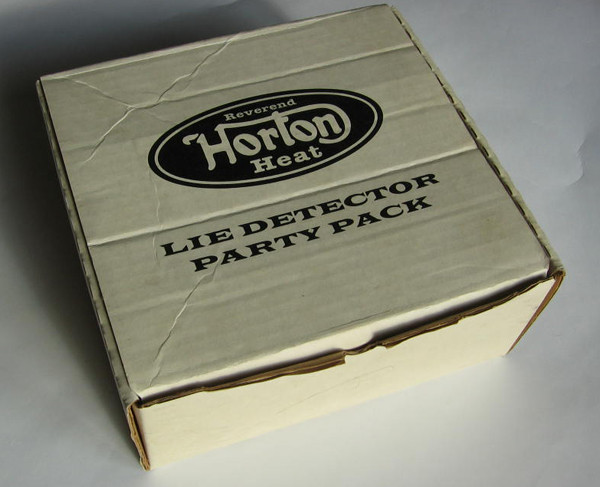 Reverend
Horton
Heat
LIE DETECTOR
PARTY PACK